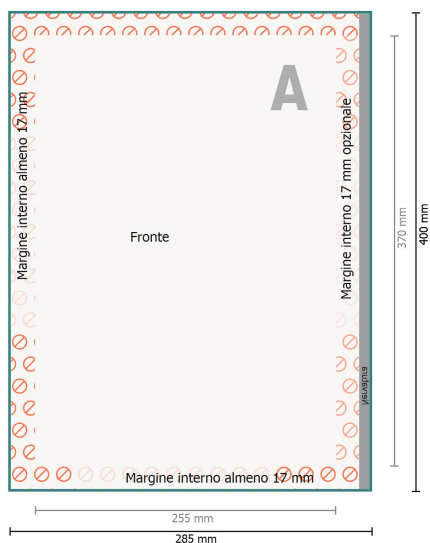 A
Margine interno almeno 17 mm
Margine interno 17 mm opzionale
Fronte
370 mm
400 mm
Margine interno almeno 17 mm
255 mm
285 mm